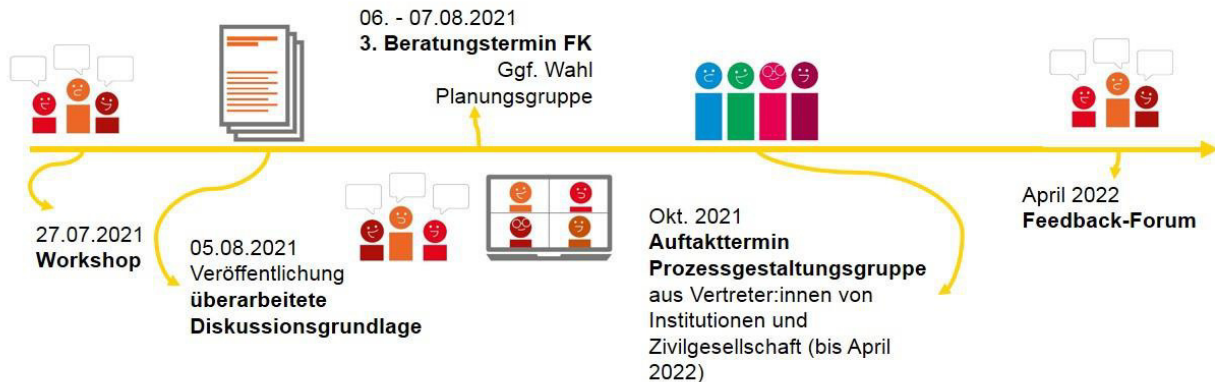 06. - 07.08.2021
3. Beratungstermin FK
Ggf. Wahl
Planungsgruppe
27.07.2021
Workshop
05.08.2021
Veröffentlichung
überarbeitete
Diskussionsgrundlage
Okt. 2021
Auftakttermin
Prozessgestaltungsgruppe
aus Vertreter:innen von
Institutionen und
Zivilgesellschaft (bis April
2022)
April 2022
Feedback-Forum